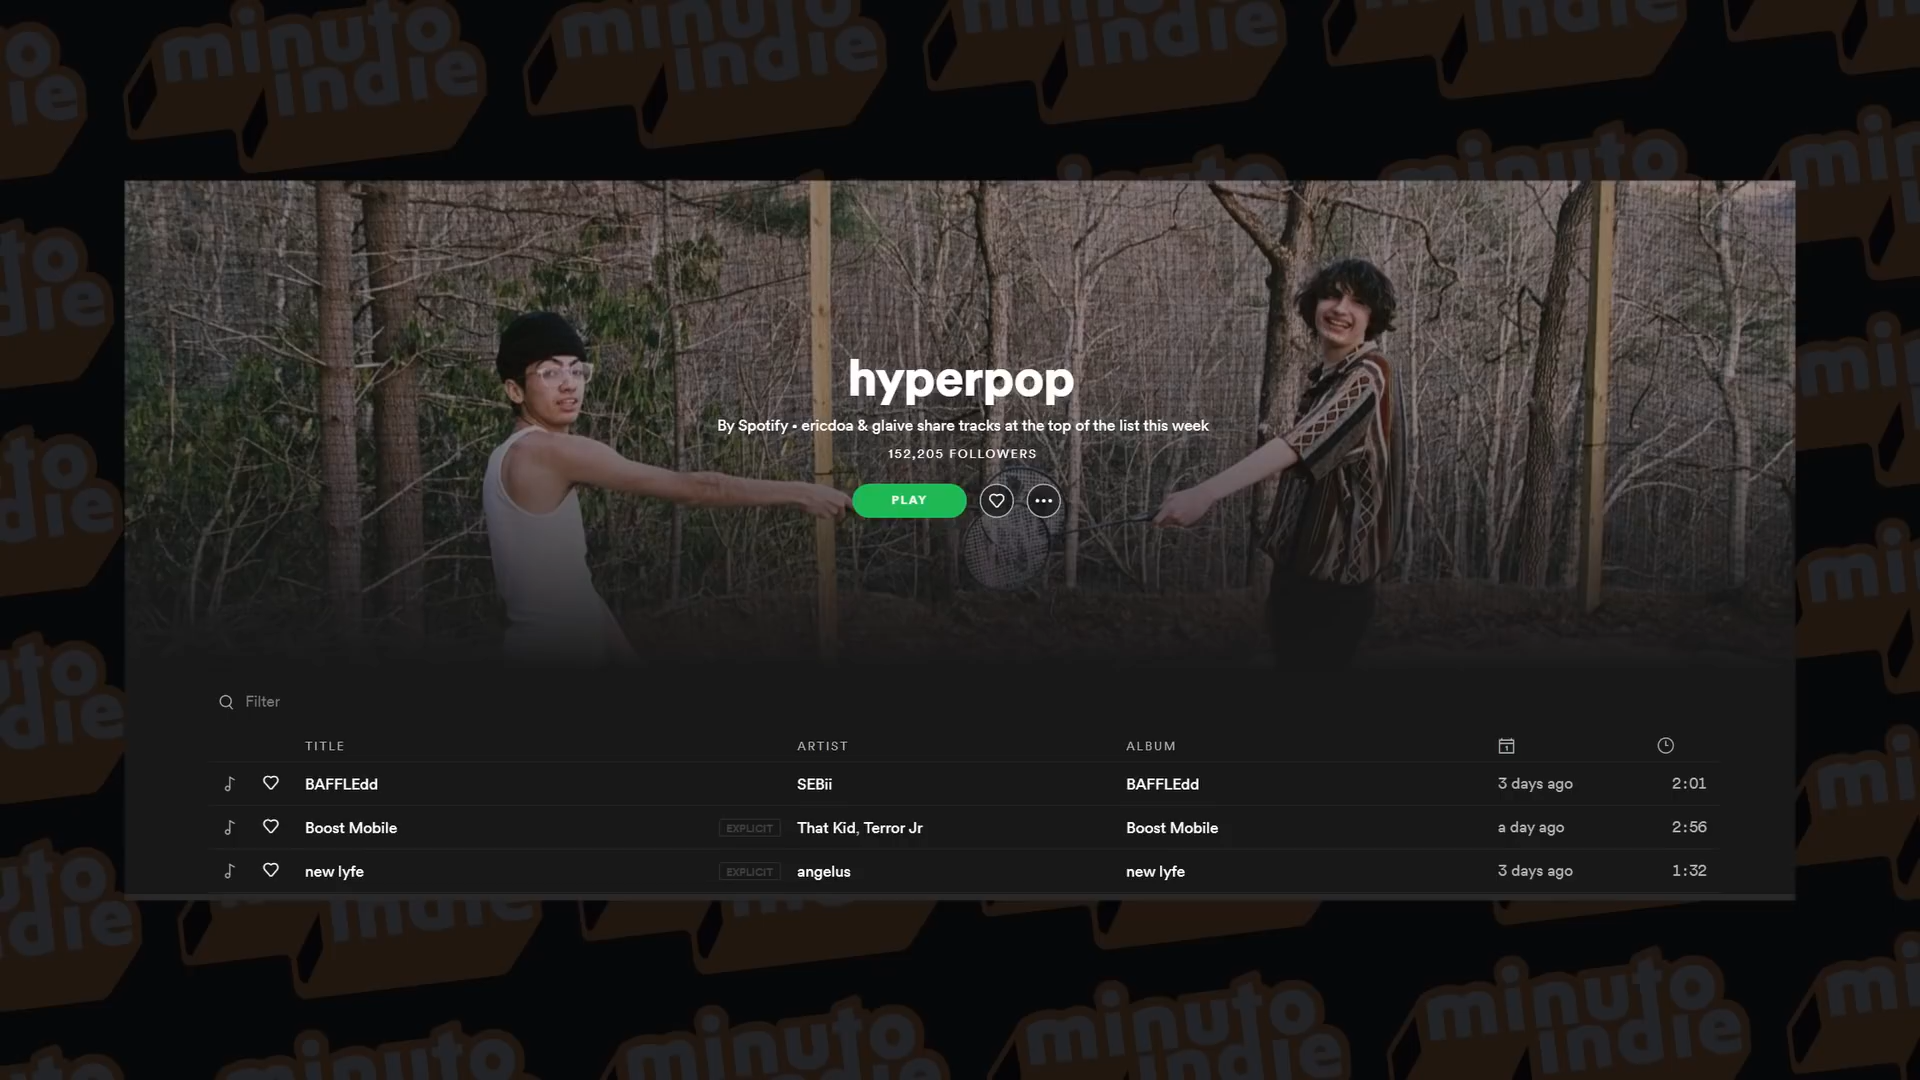 minuto indie
hyperpop
By Spotify • ericdoa & glaive share tracks at the top of the list this week
152,205 FOLLOWERS
PLAY
Filter
TITLE ARTIST ALBUM
BAFFLEdd SEBii BAFFLEdd 3 days ago 2:01
Boost Mobile EXPLICIT That Kid, Terror Jr Boost Mobile a day ago 2:56
new lyfe EXPLICIT angelus new lyfe 3 days ago 1:32